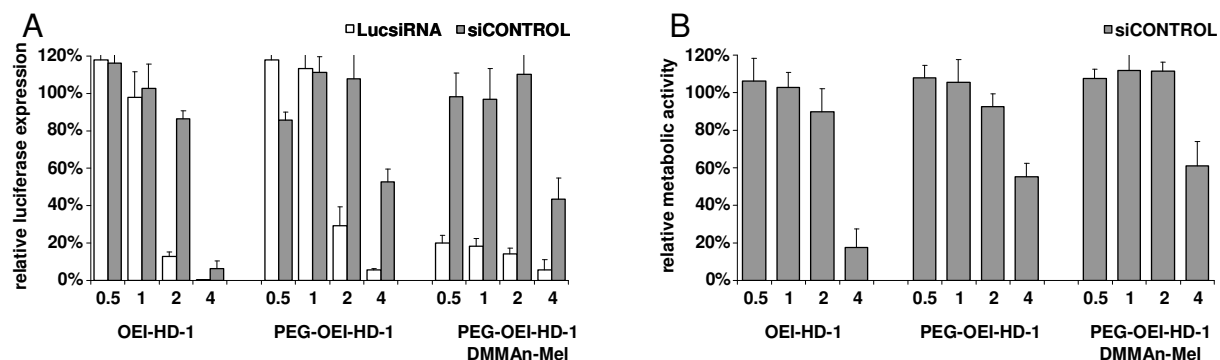 A
LucsiRNA siCONTROL
relative luciferase expression
120%
100%
80%
60%
40%
20%
0%
0.5 1 2 4 0.5 1 2 4 0.5 1 2 4
OEI-HD-1 PEG-OEI-HD-1 PEG-OEI-HD-1
DMMAn-Mel
B
siCONTROL
relative metabolic activity
120%
100%
80%
60%
40%
20%
0%
0.5 1 2 4 0.5 1 2 4 0.5 1 2 4
OEI-HD-1 PEG-OEI-HD-1 PEG-OEI-HD-1
DMMAn-Mel